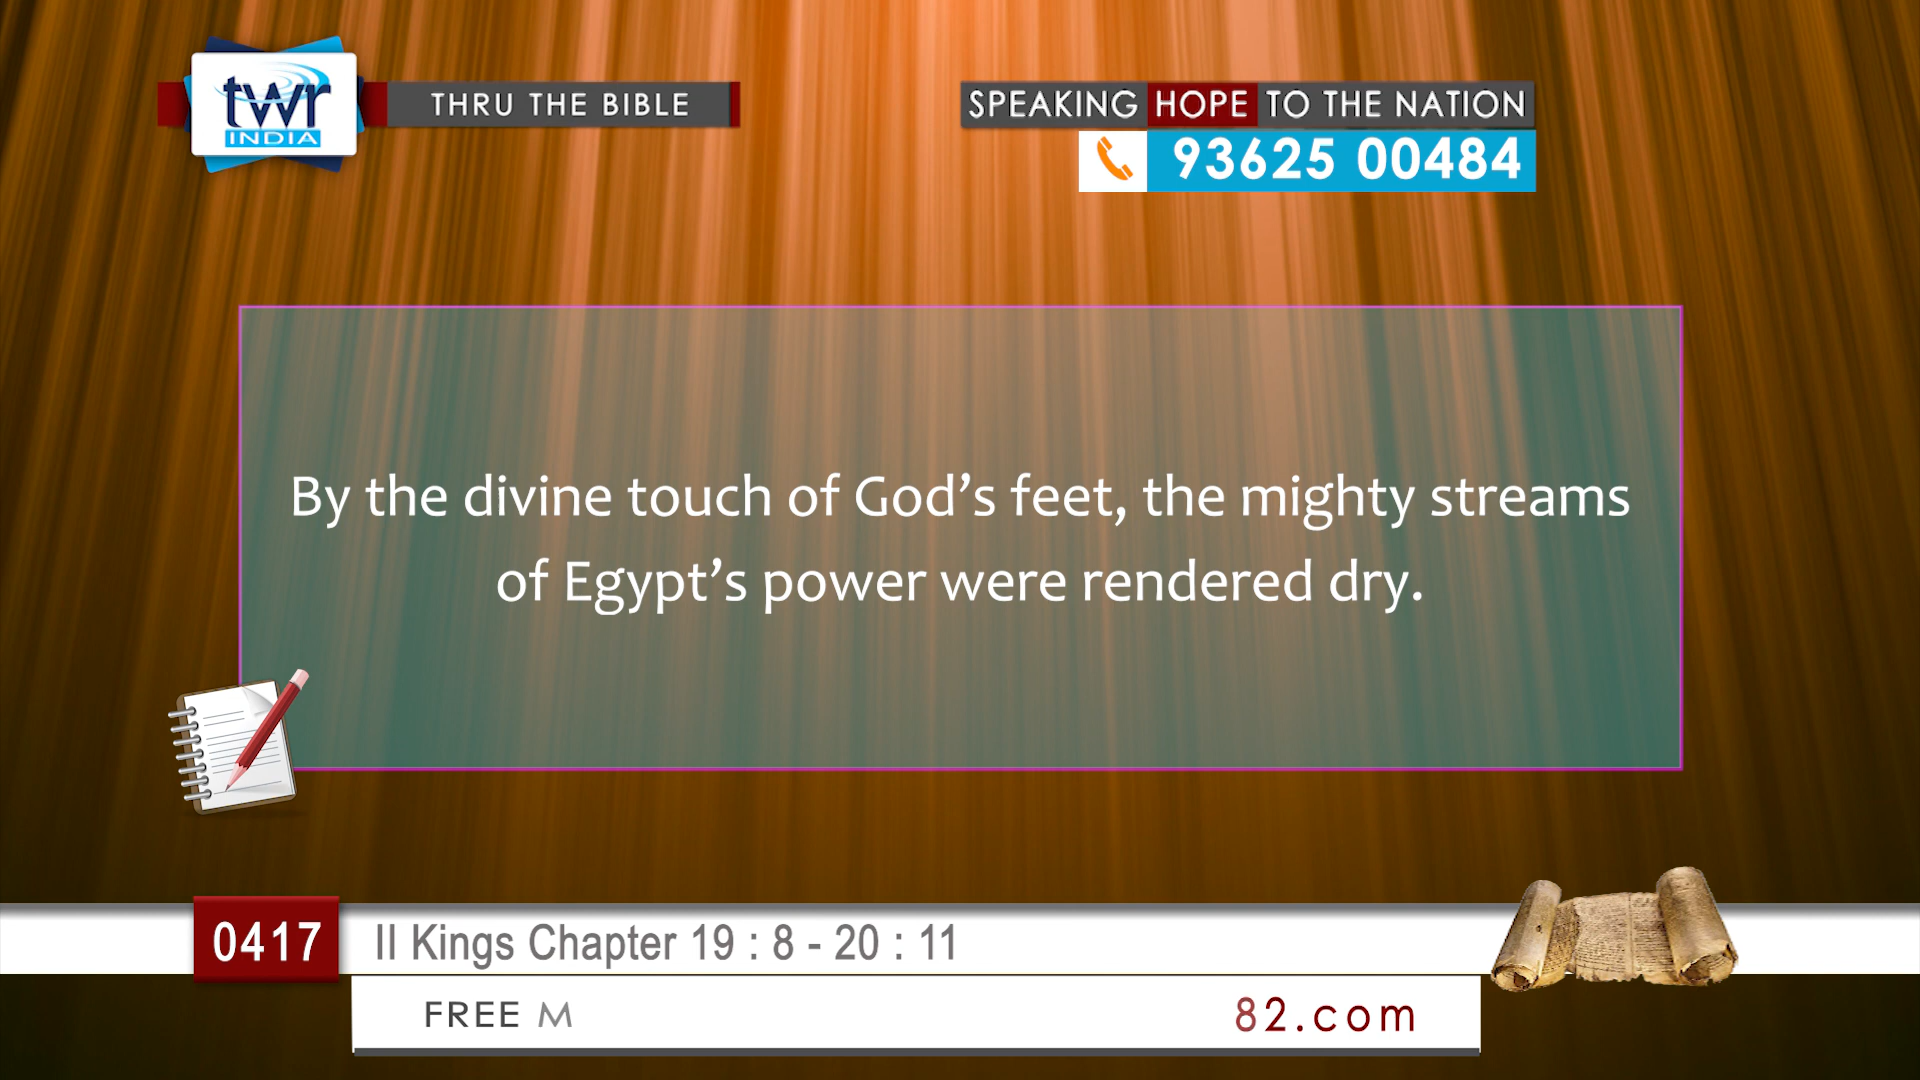 twr
INDIA
THRU THE BIBLE
SPEAKING HOPE TO THE NATION
93625 00484
By the divine touch of God’s feet, the mighty streams
of Egypt’s power were rendered dry.
0417
II Kings Chapter 19 : 8 - 20 : 11
FREE M
82.com